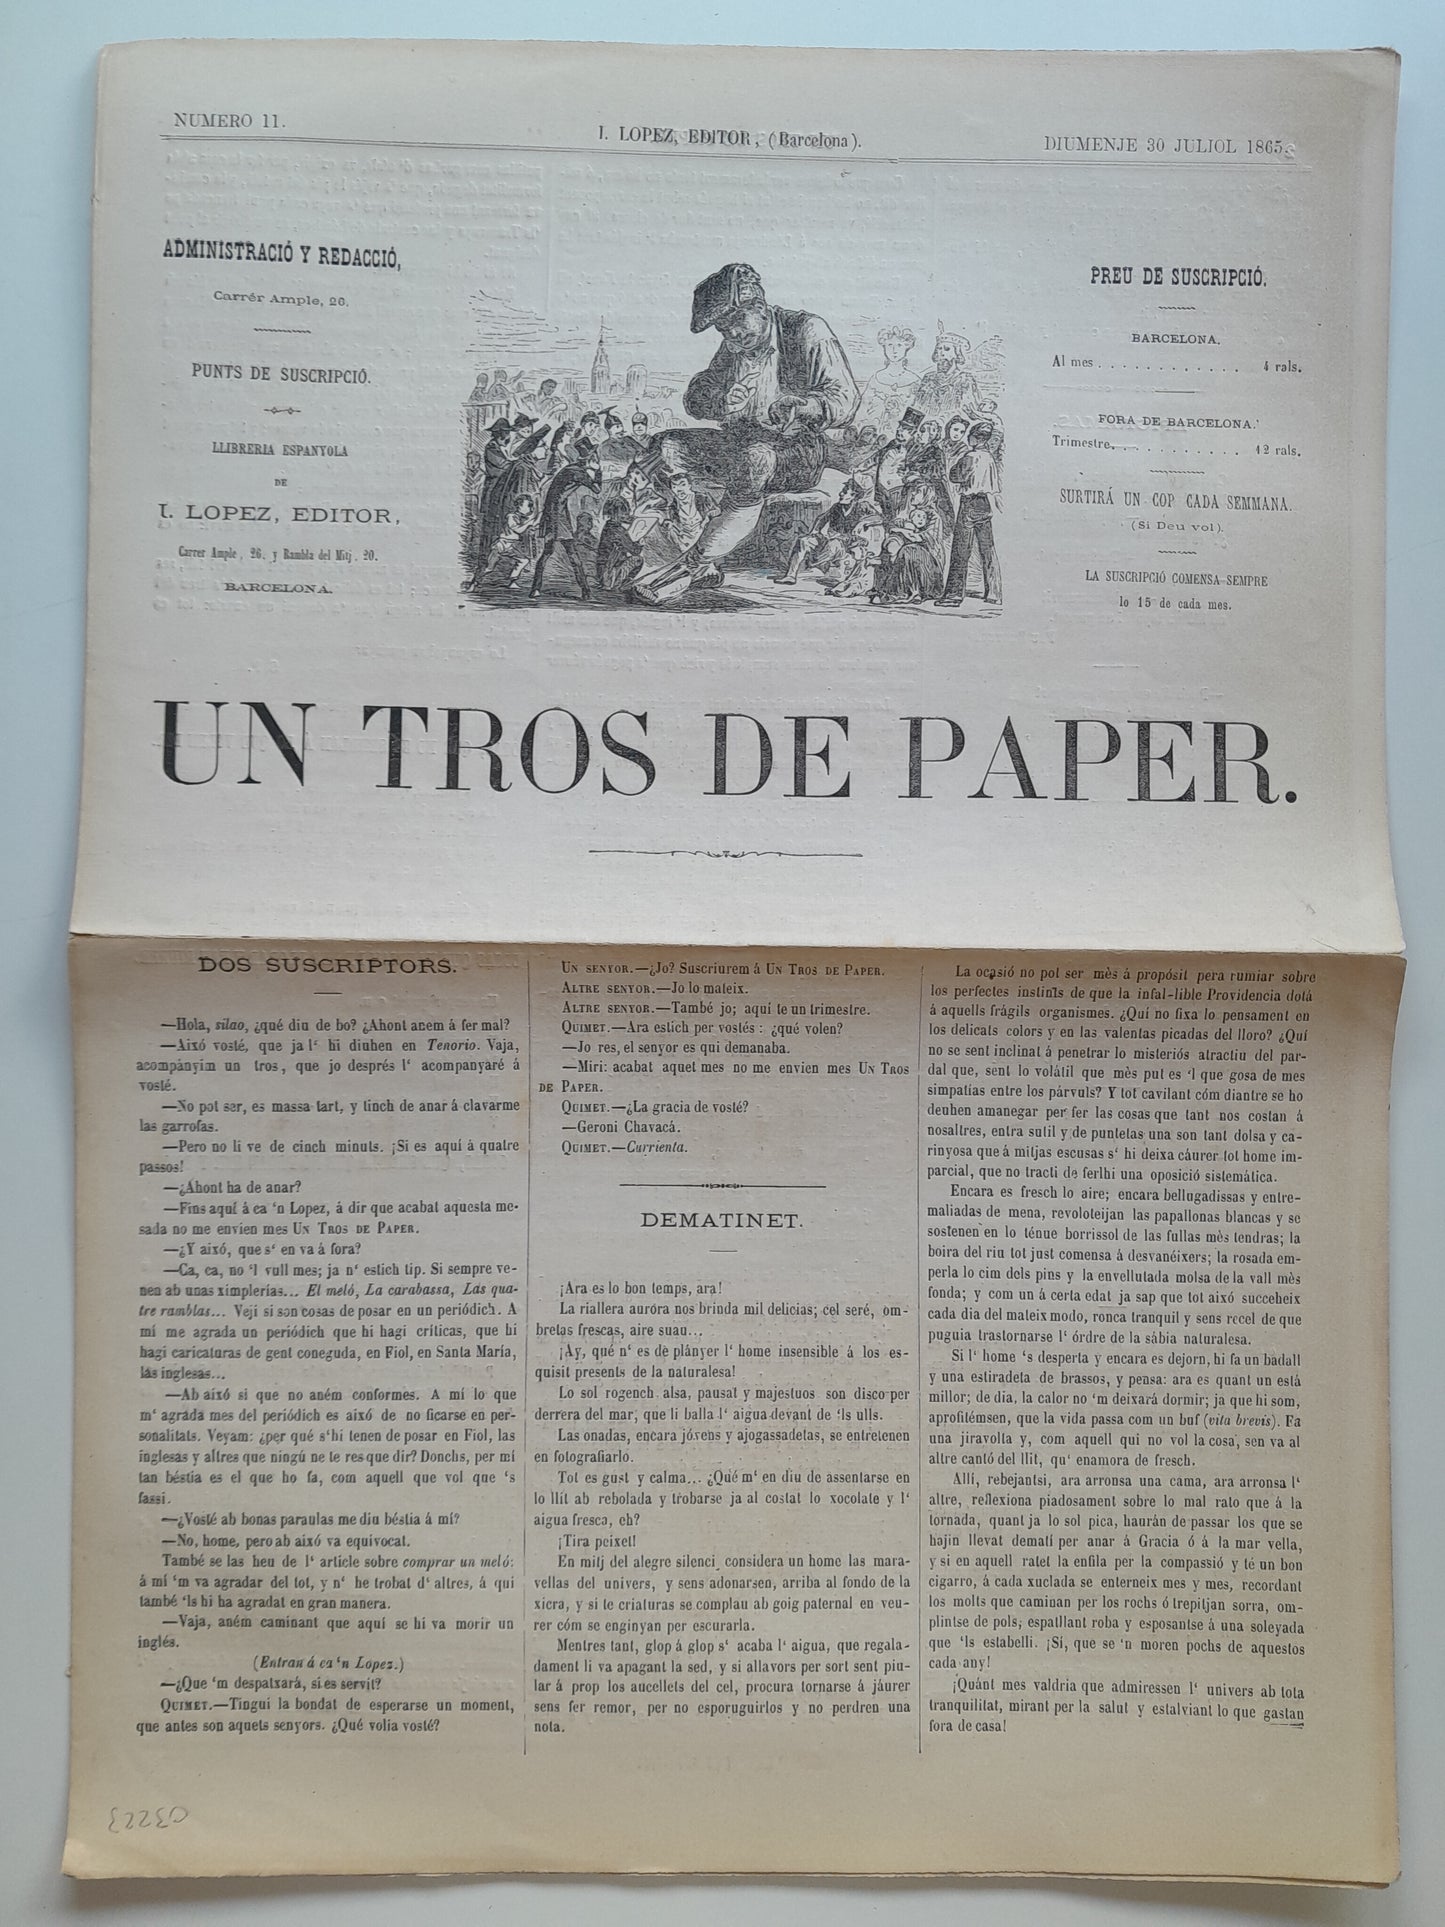 NUMERO 11.
I. LOPEZ, EDITOR, (Barcelona).
DIUMENJE 30 JULIOL 1865.
ADMINISTRACIÓ Y REDACCIÓ,
Carrér Ample, 26.
PUNTS DE SUSCRIPCIÓ.
LLIBRERIA ESPANYOLA
DE
I. LOPEZ, EDITOR,
Carrer Ample, 26, y Rambla del Mitj, 20.
BARCELONA.
PREU DE SUSCRIPCIÓ.
BARCELONA.
Al mes . . . . . . . . . . . . 4 rals.
FORA DE BARCELONA.
Trimestre. . . . . . . . . . . 12 rals.
SURTIRÁ UN COP CADA SEMMANA.
(Si Deu vol).
LA SUSCRIPCIÓ COMENSA SEMPRE
lo 15 de cada mes.
UN TROS DE PAPER.
DOS SUSCRIPTORS.
—Hola, silao, ¿qué diu de bo? ¿Ahont anem á fer mal?
—Aixó vosté, que ja l' hi diuhen en Tenorio. Vaja,
acompányim un tros, que jo després l' acompanyaré á
vosté.
—No pot ser, es massa tart, y tinch de anar á clavarme
las garrofas.
—Pero no li ve de cinch minuts. ¡Si es aquí á quatre
passos!
—¿Ahont ha de anar?
—Fins aquí á ca 'n Lopez, á dir que acabat aquesta me-
sada no me envien mes UN TROS DE PAPER.
—¿Y aixó, que s' en va á fora?
—Ca, ca, no 'l vull mes; ja n' estich tip. Si sempre ve-
nen ab unas ximplerías... El meló, La carabassa, Las qua-
tre ramblas... Veji si son cosas de posar en un periódich. A
mí me agrada un periódich que hi hagi críticas, que hi
hagi caricaturas de gent coneguda, en Fiol, en Santa María,
las inglesas...
—Ab aixó si que no aném conformes. A mí lo que
m' agrada mes del periódich es aixó de no ficarse en per-
sonalitats. Veyam: ¿per qué s' hi tenen de posar en Fiol, las
inglesas y altres que ningú ne te res que dir? Donchs, per mí
tan béstia es el que ho fa, com aquell que vol que 's
fassi.
—¿Vosté ab bonas paraulas me diu béstia á mí?
—No, home, pero ab aixó va equivocat.
També se las heu de l' article sobre comprar un meló:
á mí 'm va agradar del tot, y n' he trobat d' altres, á qui
també 'ls hi ha agradat en gran manera.
—Vaja, aném caminant que aquí se hi va morir un
inglés.
(Entran á ca 'n Lopez.)
—¿Que 'm despatxará, si es servit?
QUIMET.—Tingui la bondat de esperarse un moment,
que antes son aquets senyors. ¿Qué volia vosté?
UN SENYOR.—¿Jo? Suscriurem á UN TROS DE PAPER.
ALTRE SENYOR.—Jo lo mateix.
ALTRE SENYOR.—També jo; aquí te un trimestre.
QUIMET.—Ara estich per vostés: ¿qué volen?
—Jo res, el senyor es qui demanaba.
—Miri: acabat aquet mes no me envien mes UN TROS
DE PAPER.
QUIMET.—¿La gracia de vosté?
—Geroni Chavacá.
QUIMET.—Currienta.
DEMATINET.
¡Ara es lo bon temps, ara!
La riallera aurora nos brinda mil delicias; cel seré, om-
bretas frescas, aire suau...
¡Ay, qué n' es de plányer l' home insensible á los es-
quisit presents de la naturalesa!
Lo sol rogench alsa, pausat y majestuos son disco per
derrera del mar, que li balla l' aigua devant de 'ls ulls.
Las onadas, encara jóvens y ajogassadetas, se entretenen
en fotografiarlo.
Tot es gust y calma... ¿Qué m' en diu de assentarse en
lo llit ab rebolada y trobarse ja al costat lo xocolate y l'
aigua fresca, eh?
¡Tira peixet!
En mitj del alegre silenci considera un home las mara-
vellas del univers, y sens adonarsen, arriba al fondo de la
xicra, y si te criaturas se complau ab goig paternal en veu-
rer cóm se enginyan per escurarla.
Mentres tant, glop á glop s' acaba l' aigua, que regala-
dament li va apagant la sed, y si allavors per sort sent piu-
lar á prop los aucellets del cel, procura tornarse á jáurer
sens fer remor, per no esporuguirlos y no perdren una
nota.
La ocasió no pot ser mès á propósit pera rumiar sobre
los perfectes instints de que la infal-lible Providencia dotá
á aquells frágils organismes. ¿Qui no fixa lo pensament en
los delicats colors y en las valentas picadas del lloro? ¿Qui
no se sent inclinat á penetrar lo misteriós atractiu del par-
dal que, sent lo volátil que mès put es 'l que gosa de mes
simpatías entre los párvuls? Y tot cavilant cóm diantre se ho
deuhen amanegar per fer las cosas que tant nos costan á
nosaltres, entra sutil y de puntetas una son tant dolsa y ca-
rinyosa que á mitjas escusas s' hi deixa cáurer tot home im-
parcial, que no tracti de ferlhi una oposició sistemática.
Encara es fresch lo aire; encara bellugadissas y entre-
maliadas de mena, revoloteijan las papallonas blancas y se
sostenen en lo ténue borrissol de las fullas mès tendras; la
boira del riu tot just comensa á desvanéixers; la rosada em-
perla lo cim dels pins y la envellutada molsa de la vall mès
fonda; y com un á certa edat ja sap que tot aixó succeheix
cada dia del mateix modo, ronca tranquil y sens recel de que
puguia trastornarse l' órdre de la sàbia naturalesa.
Si l' home 's desperta y encara es dejorn, hi fa un badall
y una estiradeta de brassos, y pensa: ara es quant un está
millor; de dia, la calor no 'm deixará dormir; ja que hi som,
aprofitémsen, que la vida passa com un buf (vita brevis). Fa
una jiravolta y, com aquell qui no vol la cosa, sen va al
altre cantó del llit, qu' enamora de fresch.
Allí, rebejantsi, ara arronsa una cama, ara arronsa l'
altre, reflexiona piadosament sobre lo mal rato que á la
tornada, quant ja lo sol pica, haurán de passar los que se
hajin llevat dematí per anar á Gracia ó á la mar vella,
y si en aquell ratet la enfila per la compassió y té un bon
cigarro, á cada xuclada se enterneix mes y mes, recordant
los molts que caminan per los rochs ó trepitjan sorra, om-
plintse de pols; espatllant roba y esposantse á una soleyada
que 'ls estabelli. ¡Sí, que se 'n moren pochs de aquestos
cada any!
¡Quánt mes valdria que admiressen l' univers ab tota
tranquilitat, mirant per la salut y estalviant lo que gastan
fora de casa!
03223